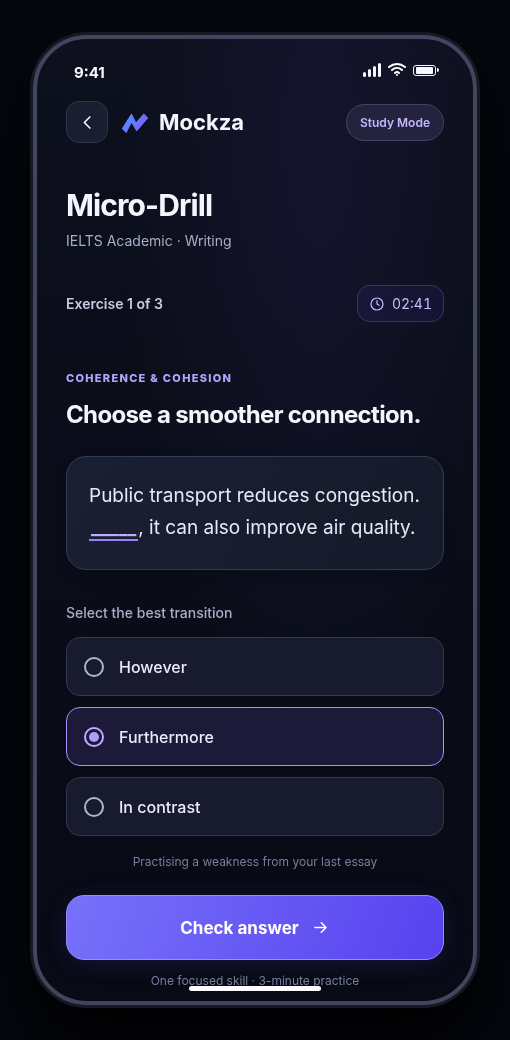 9:41
Mockza
Study Mode
Micro-Drill
IELTS Academic · Writing
Exercise 1 of 3
02:41
COHERENCE & COHESION
Choose a smoother connection.
Public transport reduces congestion.
_____, it can also improve air quality.
Select the best transition
However
Furthermore
In contrast
Practising a weakness from your last essay
Check answer →
One focused skill · 3-minute practice